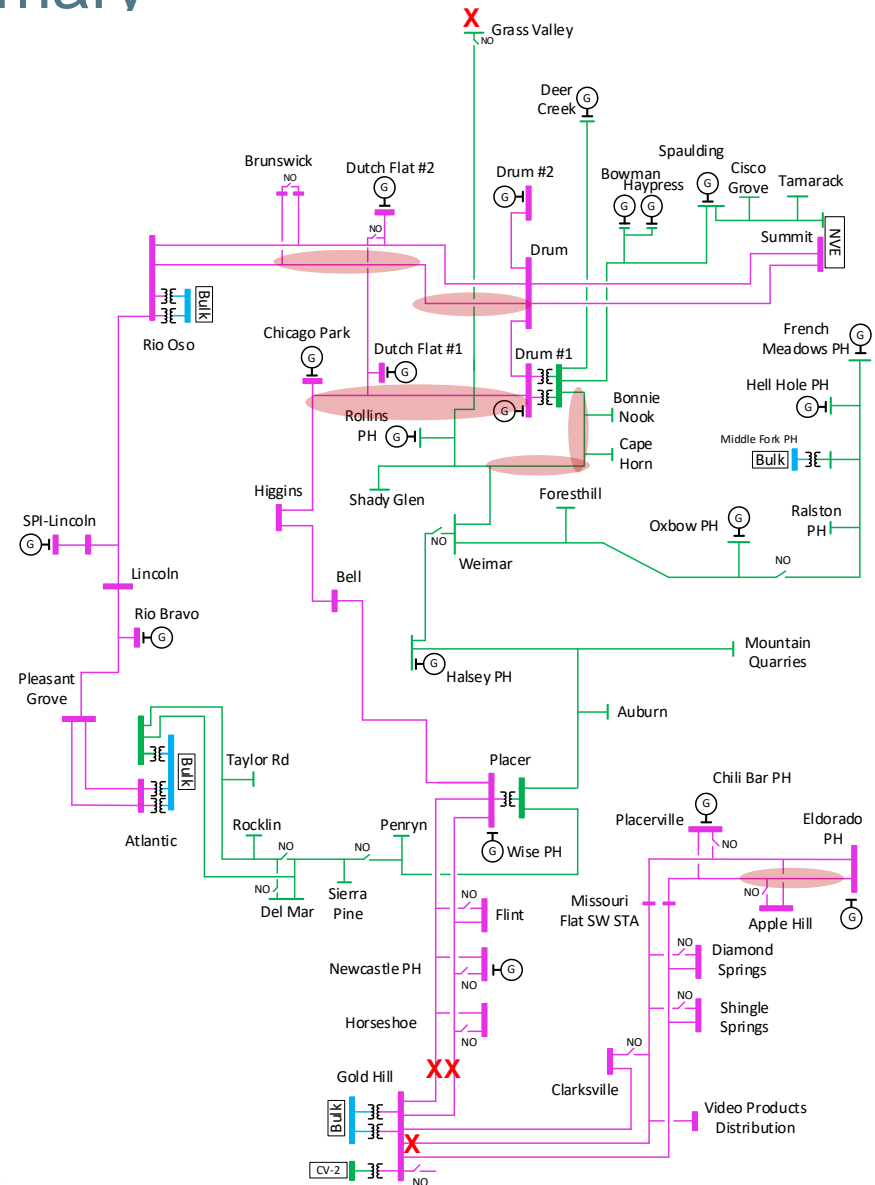 mary
X
NO
Grass Valley
Deer
Creek
G
Spaulding
Brunswick
NO
Dutch Flat #2
Drum #2
Bowman
Haypress
Cisco
Grove
Tamarack
G
G
G
G
G
NO
Drum
Summit
NVE
Bulk
Rio Oso
Chicago Park
G
Dutch Flat #1
G
Drum #1
French
Meadows PH
G
Hell Hole PH
G
G
Bonnie
Nook
Rollins
PH
G
Cape
Horn
Middle Fork PH
Bulk
Higgins
Shady Glen
Foresthill
Oxbow PH
G
Ralston
PH
SPI-Lincoln
G
NO
Weimar
NO
Lincoln
Bell
Rio Bravo
G
Mountain
Quarries
G
Halsey PH
Pleasant
Grove
Auburn
Placer
Bulk
Taylor Rd
Chili Bar PH
G
Atlantic
Rocklin
NO
NO
Penryn
G
Wise PH
Placerville
NO
Eldorado
PH
NO
Del Mar
Sierra
Pine
NO
Flint
Missouri
Flat SW STA
NO
Apple Hill
G
Newcastle PH
NO
G
NO
Diamond
Springs
Horseshoe
NO
NO
Shingle
Springs
XX
Gold Hill
NO
Clarksville
Bulk
Video Products
Distribution
X
CV-2
NO